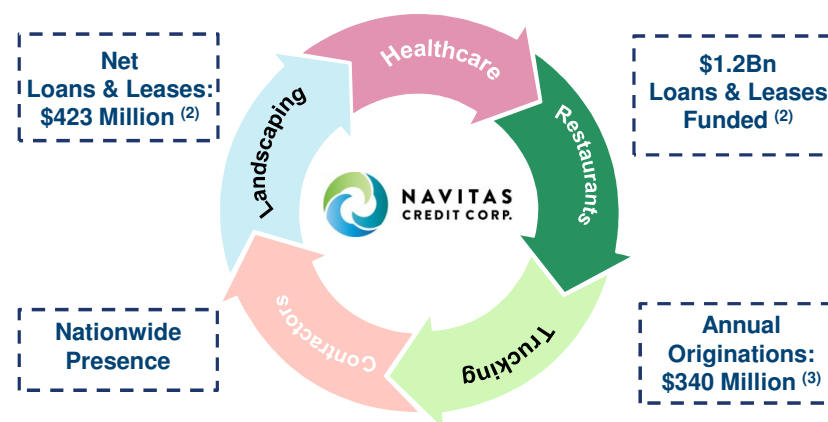 Net
Loans & Leases:
$423 Million (2)
Healthcare
$1.2Bn
Loans & Leases
Funded (2)
Landscaping
Restaurants
NAVITAS
CREDIT CORP.
Contractors
Trucking
Nationwide
Presence
Annual
Originations:
$340 Million (3)